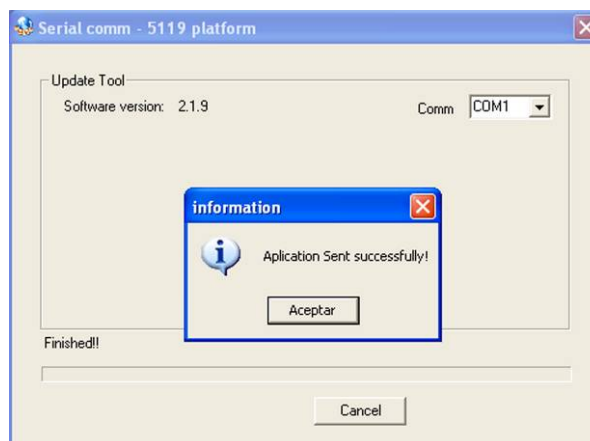 Serial comm - 5119 platform
Update Tool
Software version: 2.1.9
Comm COM1
information
Aplication Sent successfully!
Aceptar
Finished!!
Cancel